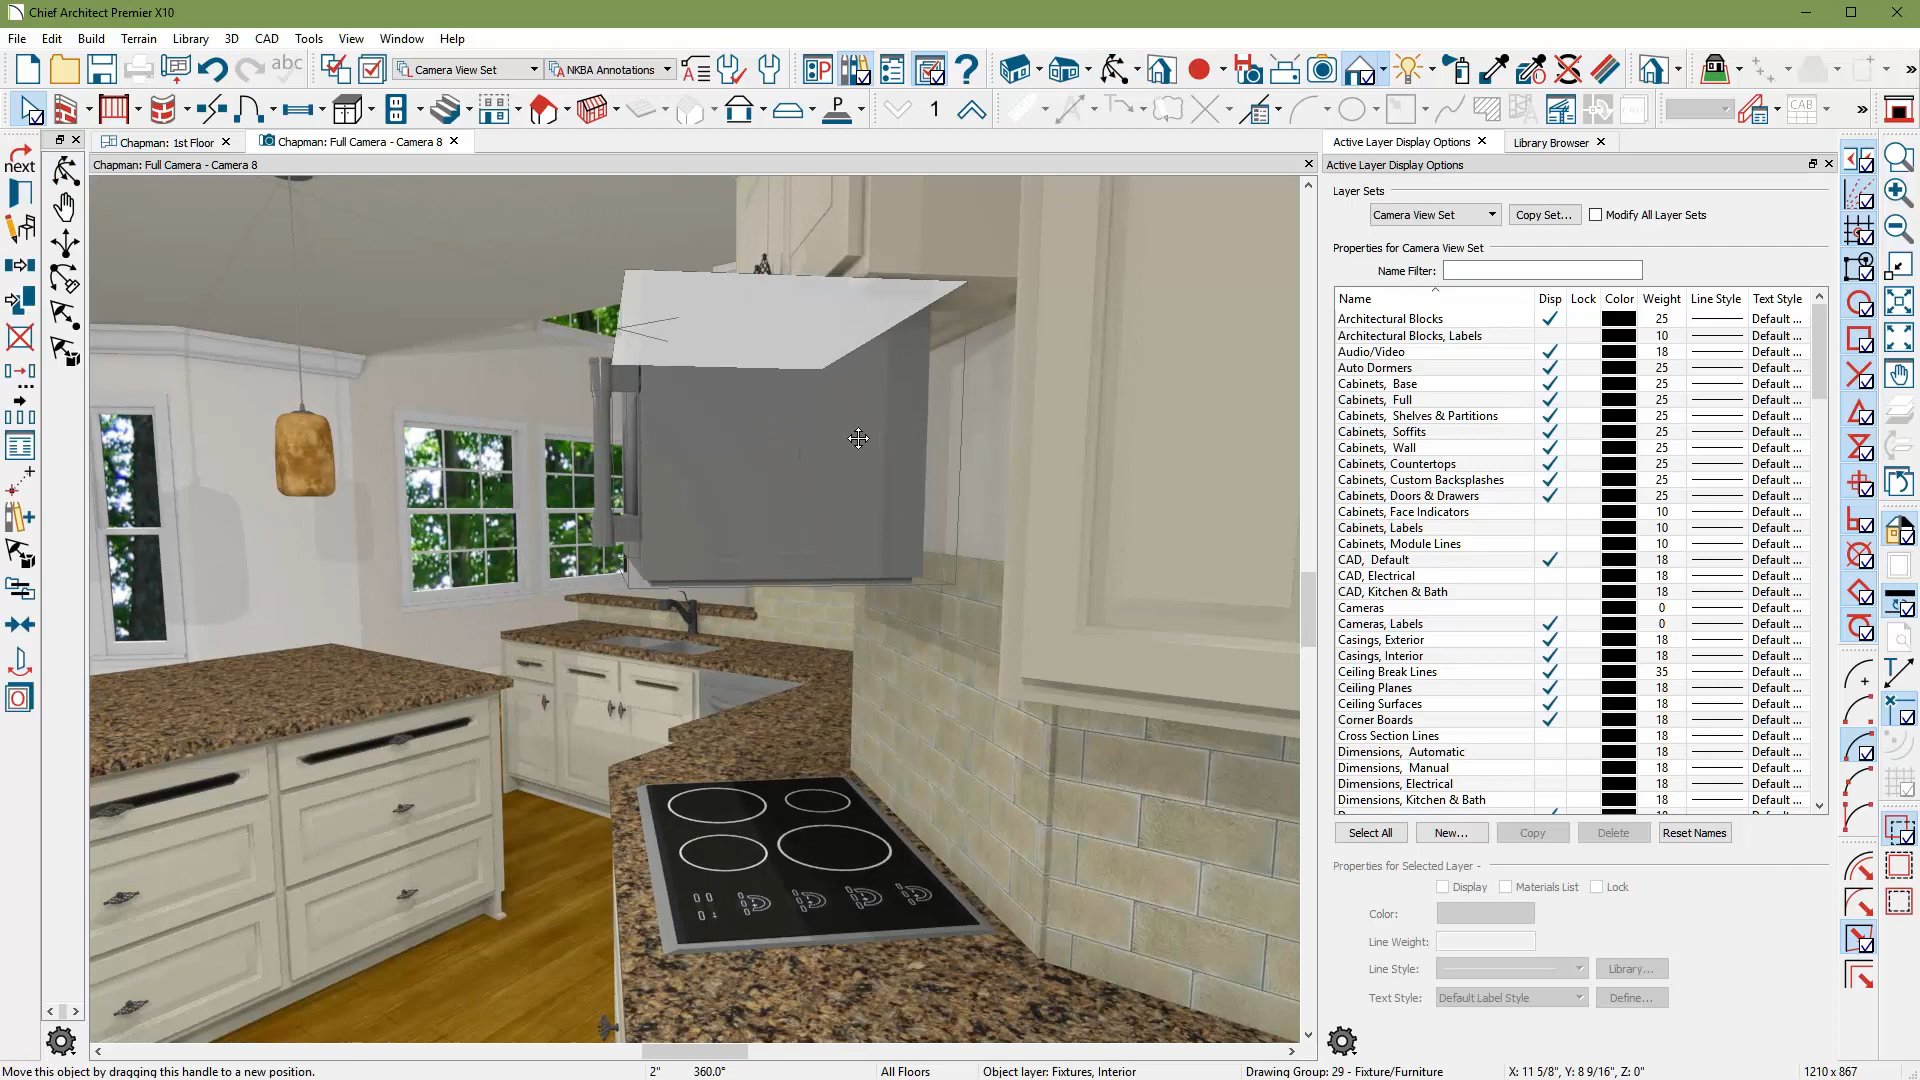 Chief Architect Premier X10
File Edit Build Terrain Library 3D CAD Tools View Window Help
abc Camera View Set NKBA Annotations
P 1 CAB
next
Chapman: 1st Floor Chapman: Full Camera - Camera 8
Chapman: Full Camera - Camera 8
Active Layer Display Options Library Browser
Active Layer Display Options
Layer Sets
Camera View Set Copy Set... Modify All Layer Sets
Properties for Camera View Set
Name Filter:
Name Disp Lock Color Weight Line Style Text Style
Architectural Blocks 25 Default ...
Architectural Blocks, Labels 10 Default ...
Audio/Video 18 Default ...
Auto Dormers 25 Default ...
Cabinets, Base 25 Default ...
Cabinets, Full 25 Default ...
Cabinets, Shelves & Partitions 25 Default ...
Cabinets, Soffits 25 Default ...
Cabinets, Wall 25 Default ...
Cabinets, Countertops 25 Default ...
Cabinets, Custom Backsplashes 25 Default ...
Cabinets, Doors & Drawers 25 Default ...
Cabinets, Face Indicators 10 Default ...
Cabinets, Labels 10 Default ...
Cabinets, Module Lines 10 Default ...
CAD, Default 18 Default ...
CAD, Electrical 18 Default ...
CAD, Kitchen & Bath 18 Default ...
Cameras 0 Default ...
Cameras, Labels 0 Default ...
Casings, Exterior 18 Default ...
Casings, Interior 18 Default ...
Ceiling Break Lines 35 Default ...
Ceiling Planes 18 Default ...
Ceiling Surfaces 18 Default ...
Corner Boards 18 Default ...
Cross Section Lines 18 Default ...
Dimensions, Automatic 18 Default ...
Dimensions, Manual 18 Default ...
Dimensions, Electrical 18 Default ...
Dimensions, Kitchen & Bath 18 Default ...
Select All New... Copy Delete Reset Names
Properties for Selected Layer -
Display Materials List Lock
Color:
Line Weight:
Line Style: Library...
Text Style: Default Label Style Define...
Move this object by dragging this handle to a new position. 2" 360.0° All Floors Object layer: Fixtures, Interior Drawing Group: 29 - Fixture/Furniture X: 11 5/8", Y: 8 9/16", Z: 0" 1210 x 867